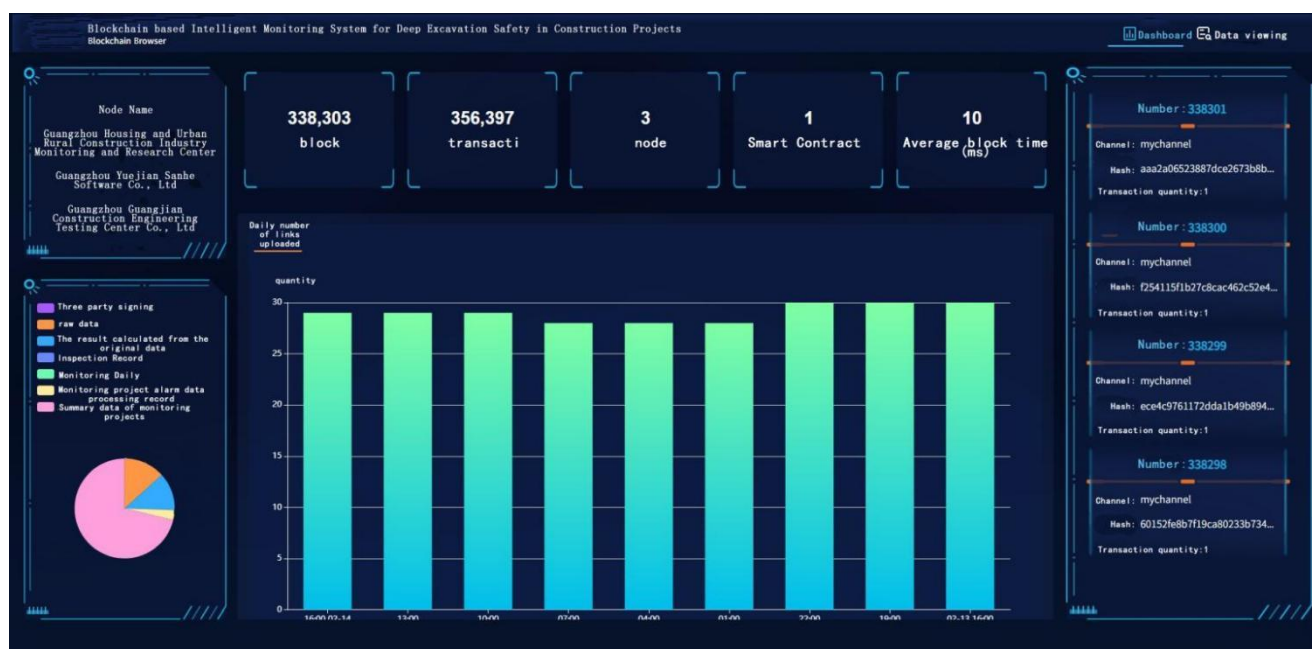 Blockchain based Intelligent Monitoring System for Deep Excavation Safety in Construction Projects
Blockchain Browser
Dashboard
Data viewing
Node Name
Guangzhou Housing and Urban
Rural Construction Industry
Monitoring and Research Center
Guangzhou Yuejian Sanhe
Software Co., Ltd
Guangzhou Guangjian
Construction Engineering
Testing Center Co., Ltd
Three party signing
raw data
The result calculated from the
original data
Inspection Record
Monitoring Daily
Monitoring project alarm data
processing record
Summary data of monitoring
projects
338,303
block
356,397
transacti
3
node
1
Smart Contract
10
Average block time
(ms)
Daily number
of links
uploaded
quantity
30
25
20
15
10
5
0
16:00 02-14
13:00
10:00
07:00
04:00
01:00
22:00
19:00
02-13 16:00
Number:338301
Channel: mychannel
Hash: aaa2a06523887dce2673b8b...
Transaction quantity:1
Number:338300
Channel: mychannel
Hash: f254115f1b27c8cac462c52e4...
Transaction quantity:1
Number:338299
Channel: mychannel
Hash: ece4c9761172dda1b49b894...
Transaction quantity:1
Number:338298
Channel: mychannel
Hash: 60152fe8b7f19ca80233b734...
Transaction quantity:1